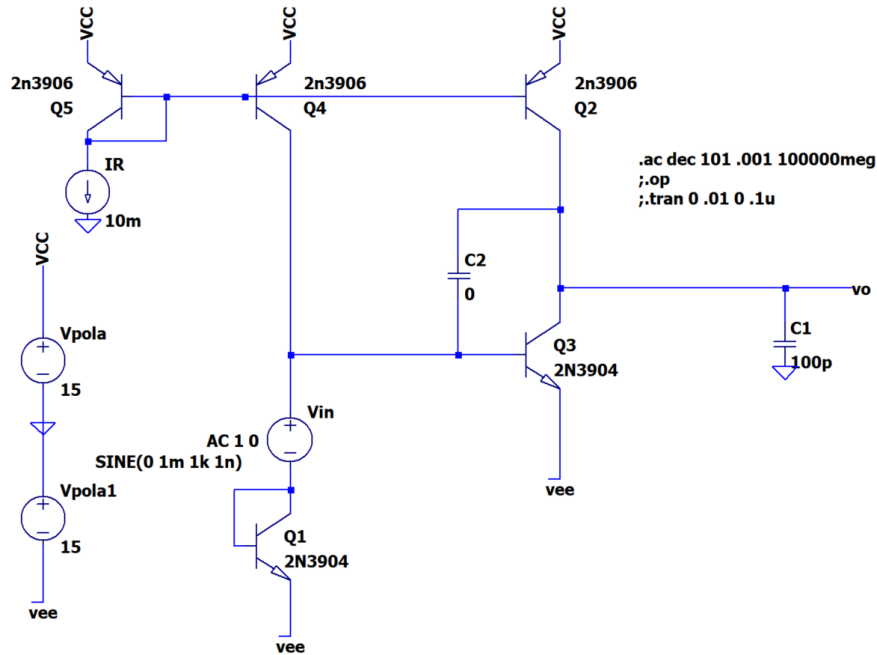 VCC
VCC
VCC
2n3906
Q5
2n3906
Q4
2n3906
Q2
.ac dec 101 .001 100000meg
;.op
;.tran 0 .01 0 .1u
IR
10m
VCC
C2
0
vo
Vpola
+
−
15
Q3
2N3904
C1
100p
Vin
+
−
AC 1 0
SINE(0 1m 1k 1n)
Vpola1
+
−
15
vee
Q1
2N3904
vee
vee